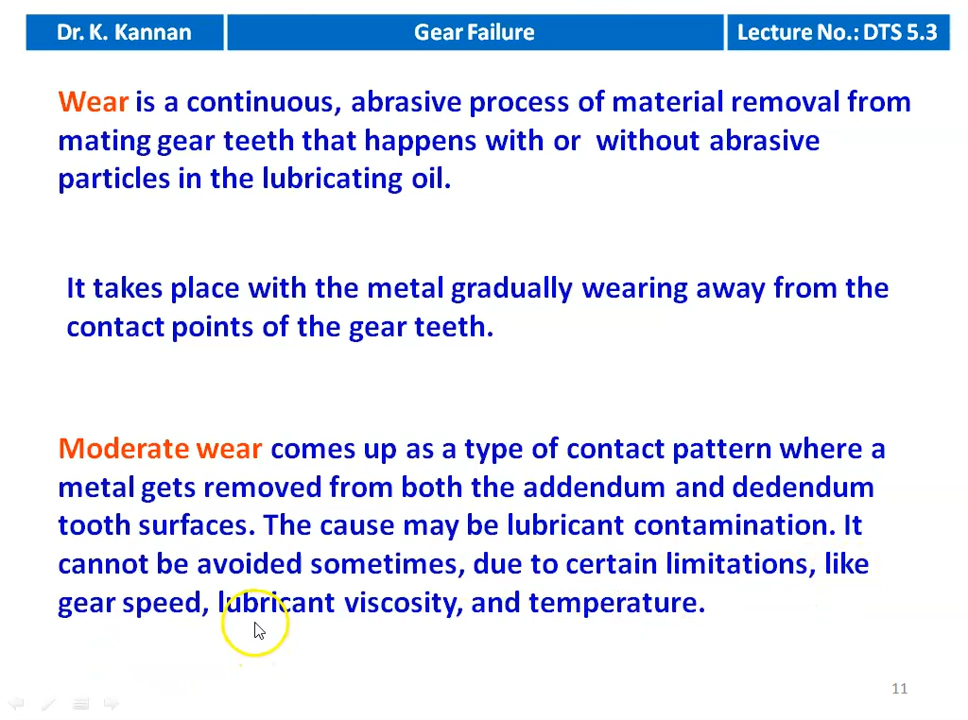 Dr. K. Kannan
Gear Failure
Lecture No.: DTS 5.3
Wear is a continuous, abrasive process of material removal from
mating gear teeth that happens with or without abrasive
particles in the lubricating oil.
It takes place with the metal gradually wearing away from the
contact points of the gear teeth.
Moderate wear comes up as a type of contact pattern where a
metal gets removed from both the addendum and dedendum
tooth surfaces. The cause may be lubricant contamination. It
cannot be avoided sometimes, due to certain limitations, like
gear speed, lubricant viscosity, and temperature.
11